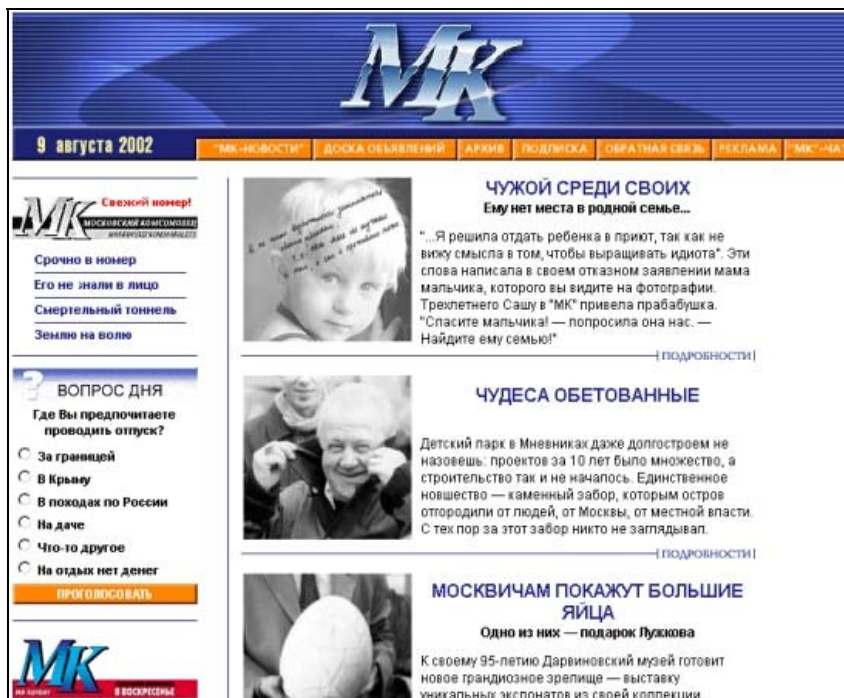 МК
9 августа 2002
"МК-НОВОСТИ" ДОСКА ОБЪЯВЛЕНИЙ АРХИВ ПОДПИСКА ОБРАТНАЯ СВЯЗЬ РЕКЛАМА "МК"-ЧАТ
Свежий номер!
МК МОСКОВСКИЙ КОМСОМОЛЕЦ
Срочно в номер
Его не знали в лицо
Смертельный тоннель
Землю на волю
? ВОПРОС ДНЯ
Где Вы предпочитаете
проводить отпуск?
За границей
В Крыму
В походах по России
На даче
Что-то другое
На отдых нет денег
ПРОГОЛОСОВАТЬ
МК
В ВОСКРЕСЕНЬЕ
ЧУЖОЙ СРЕДИ СВОИХ
Ему нет места в родной семье...
"...Я решила отдать ребенка в приют, так как не
вижу смысла в том, чтобы выращивать идиота". Эти
слова написала в своем отказном заявлении мама
мальчика, которого вы видите на фотографии.
Трехлетнего Сашу в "МК" привела прабабушка.
"Спасите мальчика! — попросила она нас. —
Найдите ему семью!"
ПОДРОБНОСТИ
ЧУДЕСА ОБЕТОВАННЫЕ
Детский парк в Мневниках даже долгостроем не
назовешь: проектов за 10 лет было множество, а
строительство так и не началось. Единственное
новшество — каменный забор, которым остров
отгородили от людей, от Москвы, от местной власти.
С тех пор за этот забор никто не заглядывал.
ПОДРОБНОСТИ
МОСКВИЧАМ ПОКАЖУТ БОЛЬШИЕ
ЯЙЦА
Одно из них — подарок Лужкова
К своему 95-летию Дарвиновский музей готовит
новое грандиозное зрелище — выставку
уникальных экспонатов из своей коллекции